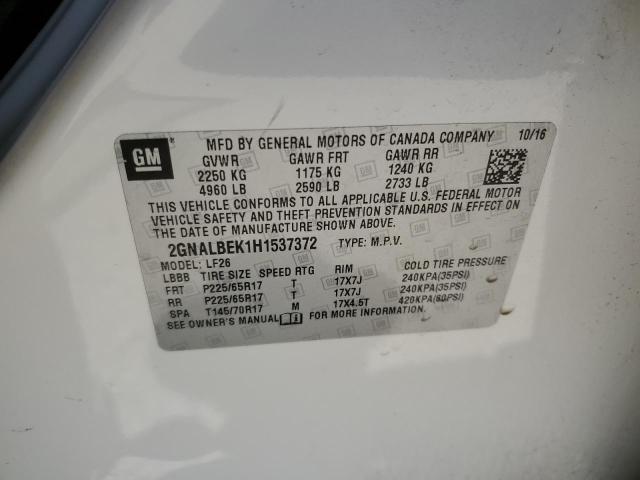 GM
MFD BY GENERAL MOTORS OF CANADA COMPANY 10/16
GVWR GAWR FRT GAWR RR
2250 KG 1175 KG 1240 KG
4960 LB 2590 LB 2733 LB
THIS VEHICLE CONFORMS TO ALL APPLICABLE U.S. FEDERAL MOTOR
VEHICLE SAFETY AND THEFT PREVENTION STANDARDS IN EFFECT ON
THE DATE OF MANUFACTURE SHOWN ABOVE.
2GNALBEK1H1537372 TYPE: M.P.V.
MODEL: LF26
LBBB TIRE SIZE SPEED RTG RIM COLD TIRE PRESSURE
FRT P225/65R17 T 17X7J 240KPA(35PSI)
RR P225/65R17 T 17X7J 240KPA(35PSI)
SPA T145/70R17 M 17X4.5T 420KPA(60PSI)
SEE OWNER'S MANUAL FOR MORE INFORMATION.